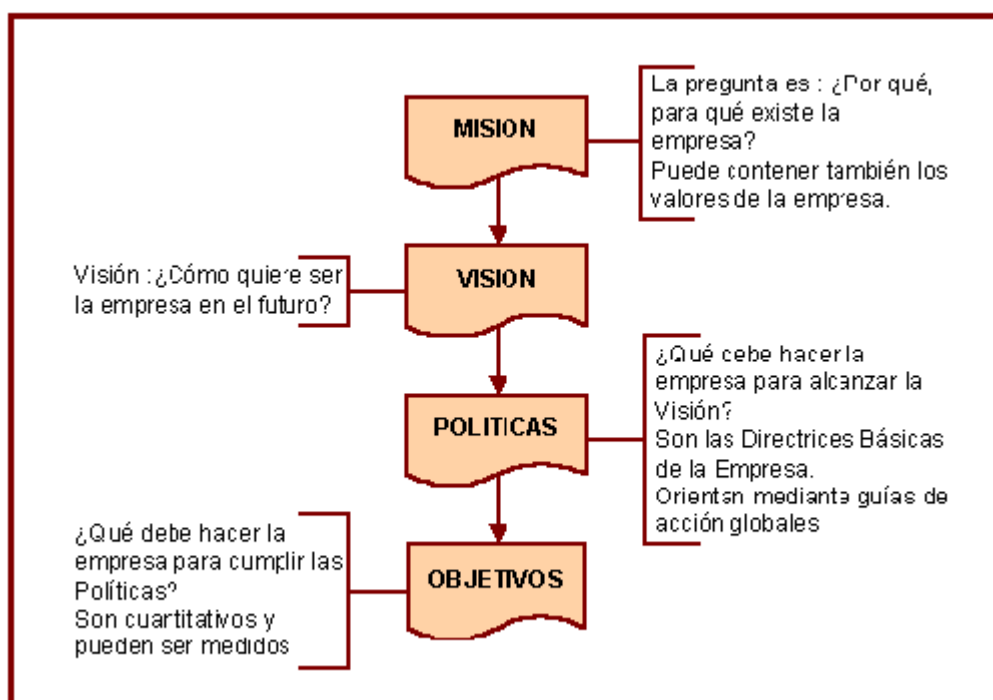 MISION
La pregunta es : ¿Por qué,
para qué existe la
empresa?
Puede contener también los
valores de la empresa.
VISION
Visión :¿Cómo quiere ser
la empresa en el futuro?
POLITICAS
¿Qué cebe hacer la
empresa para alcanzar la
Visión?
Son las Directrices Básicas
de la Empresa.
Orientan mediante guías de
acción globales
OBJETIVOS
¿Qué debe hacer la
empresa para cumplir las
Políticas?
Son cuartitativos y
pueden ser medidos